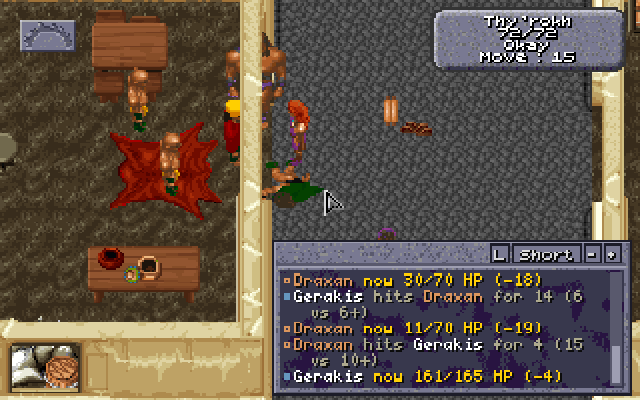 Thy'rokh
72/72
Okay
Move : 15
L short - +
Draxan now 30/70 HP (-18)
Gerakis hits Draxan for 14 (6
vs 6+)
Draxan now 11/70 HP (-19)
Draxan hits Gerakis for 4 (15
vs 10+)
Gerakis now 161/165 HP (-4)